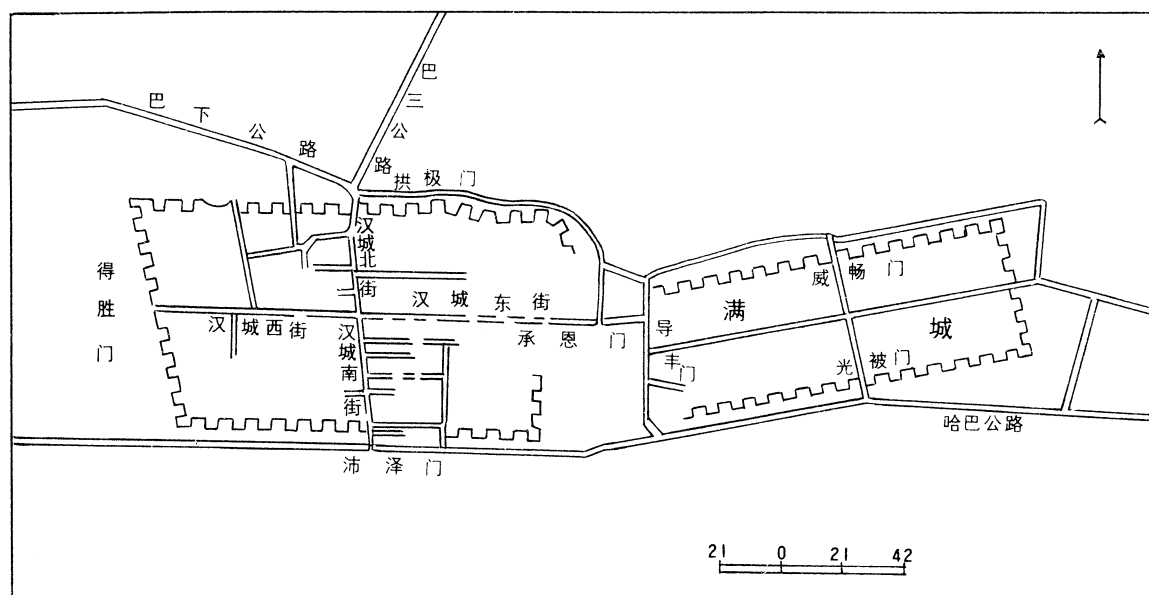 巴下公路
巴三公路
拱极门
汉城北街
得胜门
汉城西街
汉城东街
承恩门
汉城南街
沛泽门
满城
威畅门
导丰门
光被门
哈巴公路
21 0 21 42